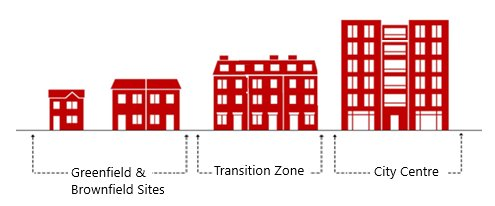 Greenfield &
Brownfield Sites
Transition Zone
City Centre